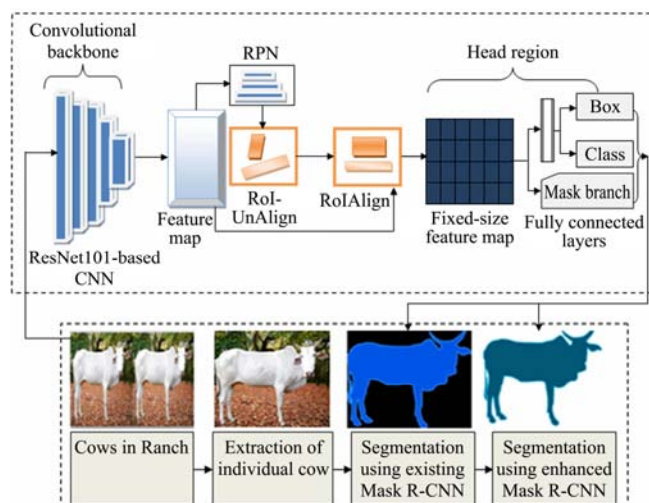 Convolutional
backbone
RPN
Head region
Box
Class
Mask branch
Feature
map
RoI-
UnAlign
RoIAlign
Fixed-size
feature map
Fully connected
layers
ResNet101-based
CNN
Cows in Ranch
Extraction of
individual cow
Segmentation
using existing
Mask R-CNN
Segmentation
using enhanced
Mask R-CNN